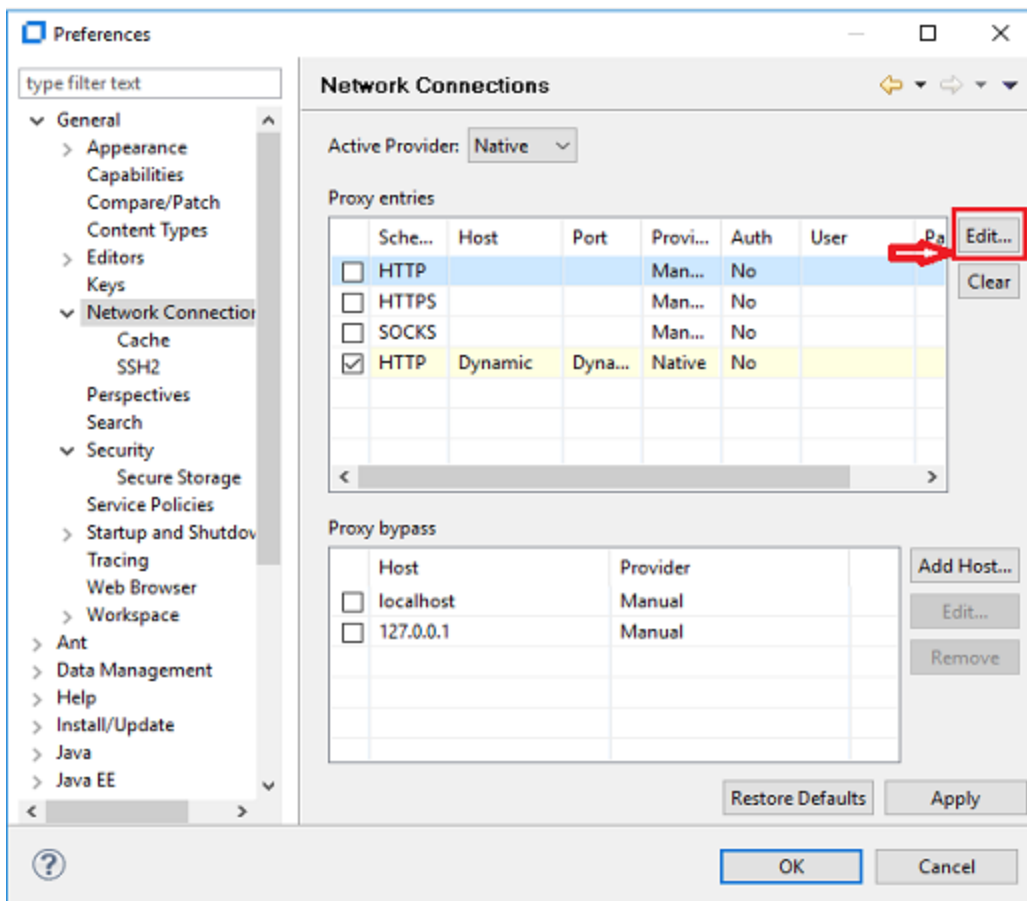 Preferences
type filter text
General
Appearance
Capabilities
Compare/Patch
Content Types
Editors
Keys
Network Connection
Cache
SSH2
Perspectives
Search
Security
Secure Storage
Service Policies
Startup and Shutdov
Tracing
Web Browser
Workspace
Ant
Data Management
Help
Install/Update
Java
Java EE
Network Connections
Active Provider: Native
Proxy entries
Sche... Host Port Provi... Auth User Pa
HTTP Man... No
HTTPS Man... No
SOCKS Man... No
HTTP Dynamic Dyna... Native No
Edit...
Clear
Proxy bypass
Host Provider
localhost Manual
127.0.0.1 Manual
Add Host...
Edit...
Remove
Restore Defaults Apply
OK Cancel